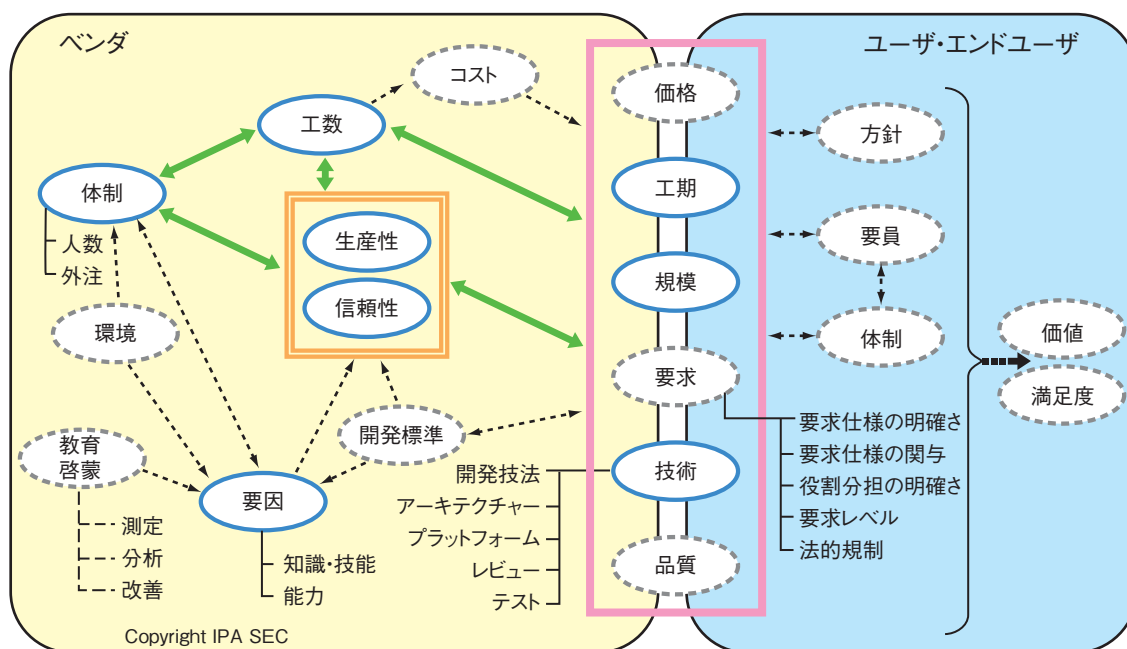 ベンダ
ユーザ・エンドユーザ
コスト
価格
工数
方針
体制
工期
人数
外注
生産性
要員
信頼性
規模
環境
体制
価値
要求
満足度
教育
啓蒙
開発標準
要求仕様の明確さ
要求仕様の関与
役割分担の明確さ
要求レベル
法的規制
要因
技術
開発技法
アーキテクチャー
プラットフォーム
レビュー
テスト
測定
分析
改善
知識・技能
能力
品質
Copyright IPA SEC